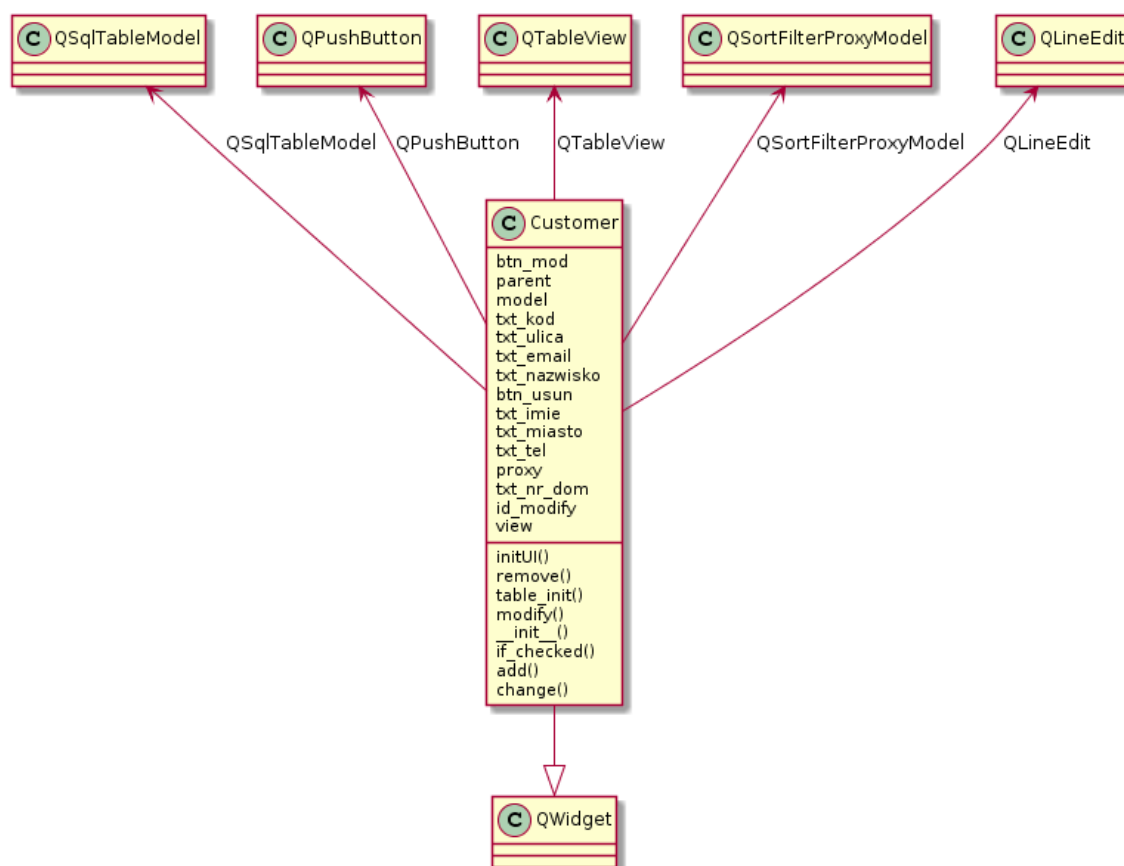 C QSqlTableModel
C QPushButton
C QTableView
C QSortFilterProxyModel
C QLineEdit
QSqlTableModel
QPushButton
QTableView
QSortFilterProxyModel
QLineEdit
C Customer
btn_mod
parent
model
txt_kod
txt_ulica
txt_email
txt_nazwisko
btn_usun
txt_imie
txt_miasto
txt_tel
proxy
txt_nr_dom
id_modify
view
initUI()
remove()
table_init()
modify()
__init__()
if_checked()
add()
change()
C QWidget